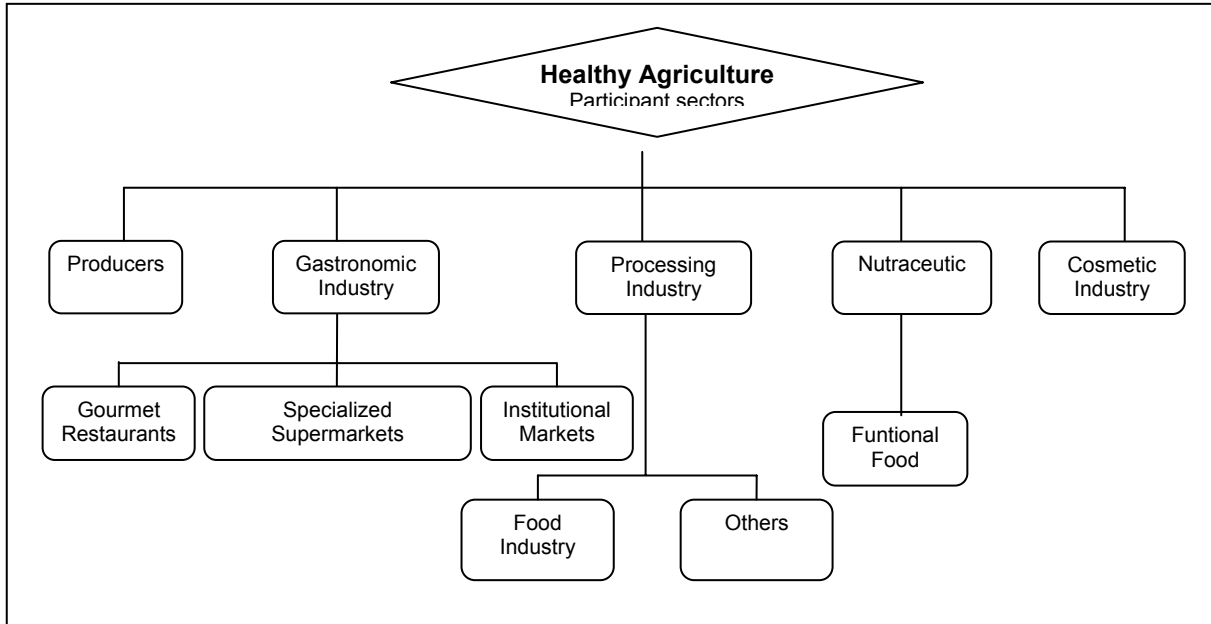 Healthy Agriculture
Participant sectors
Producers
Gastronomic
Industry
Processing
Industry
Nutraceutic
Cosmetic
Industry
Gourmet
Restaurants
Specialized
Supermarkets
Institutional
Markets
Funtional
Food
Food
Industry
Others